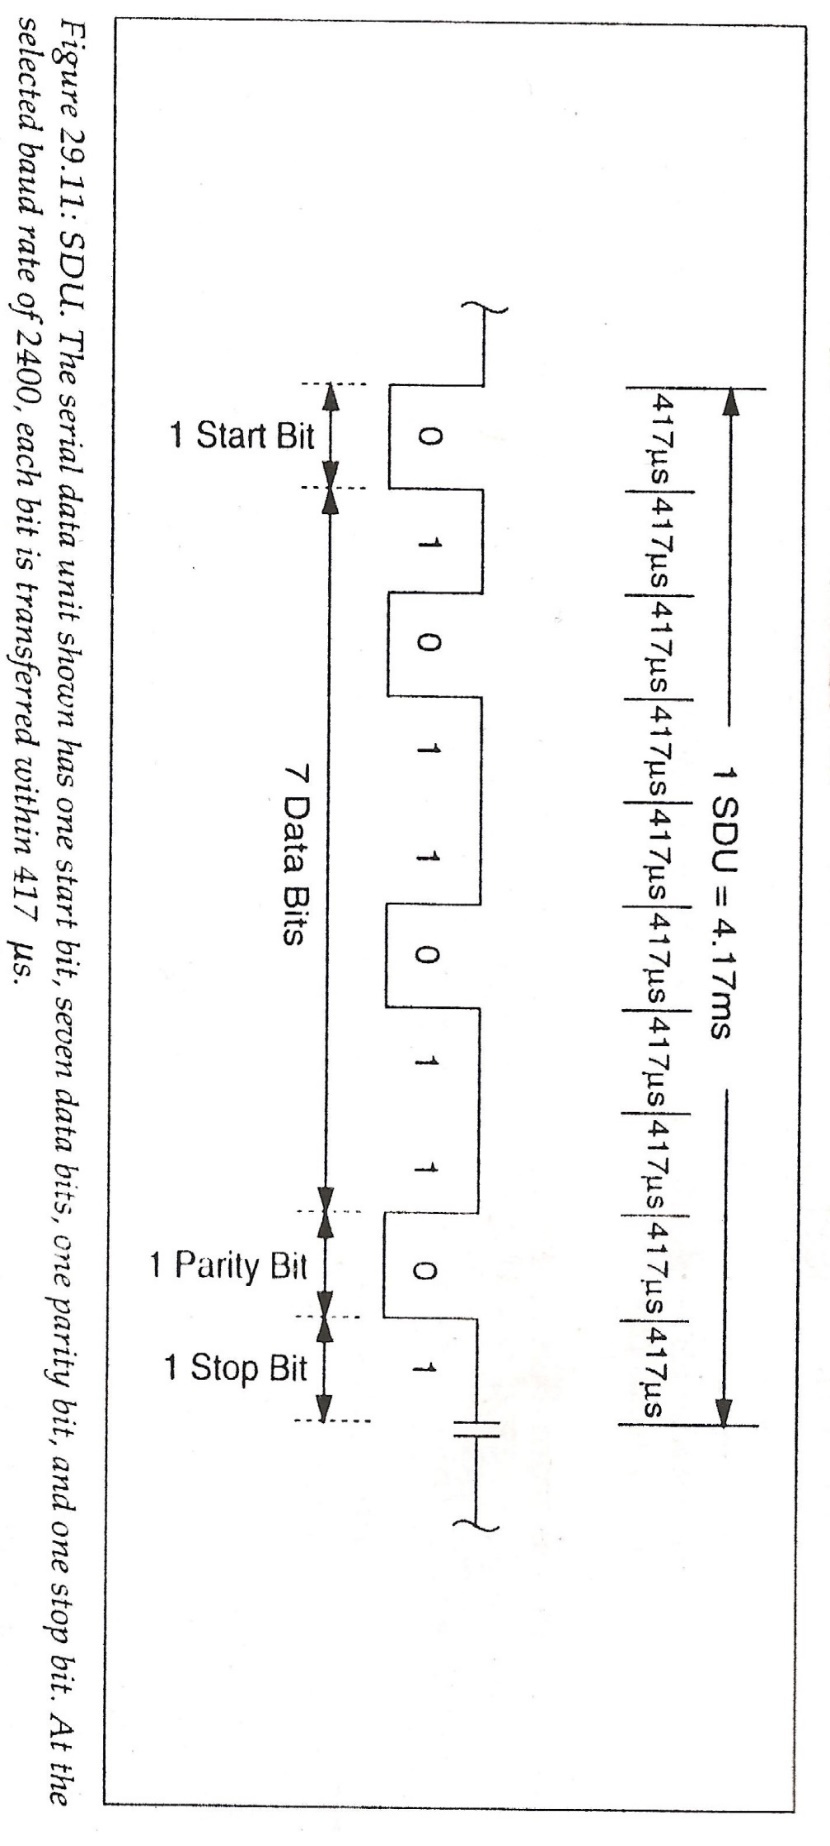 1 SDU = 4.17ms
417µs 417µs 417µs 417µs 417µs 417µs 417µs 417µs 417µs 417µs
0 1 0 1 1 0 1 1 0 1
1 Start Bit
7 Data Bits
1 Parity Bit
1 Stop Bit
Figure 29.11: SDU. The serial data unit shown has one start bit, seven data bits, one parity bit, and one stop bit. At the
selected baud rate of 2400, each bit is transferred within 417 µs.